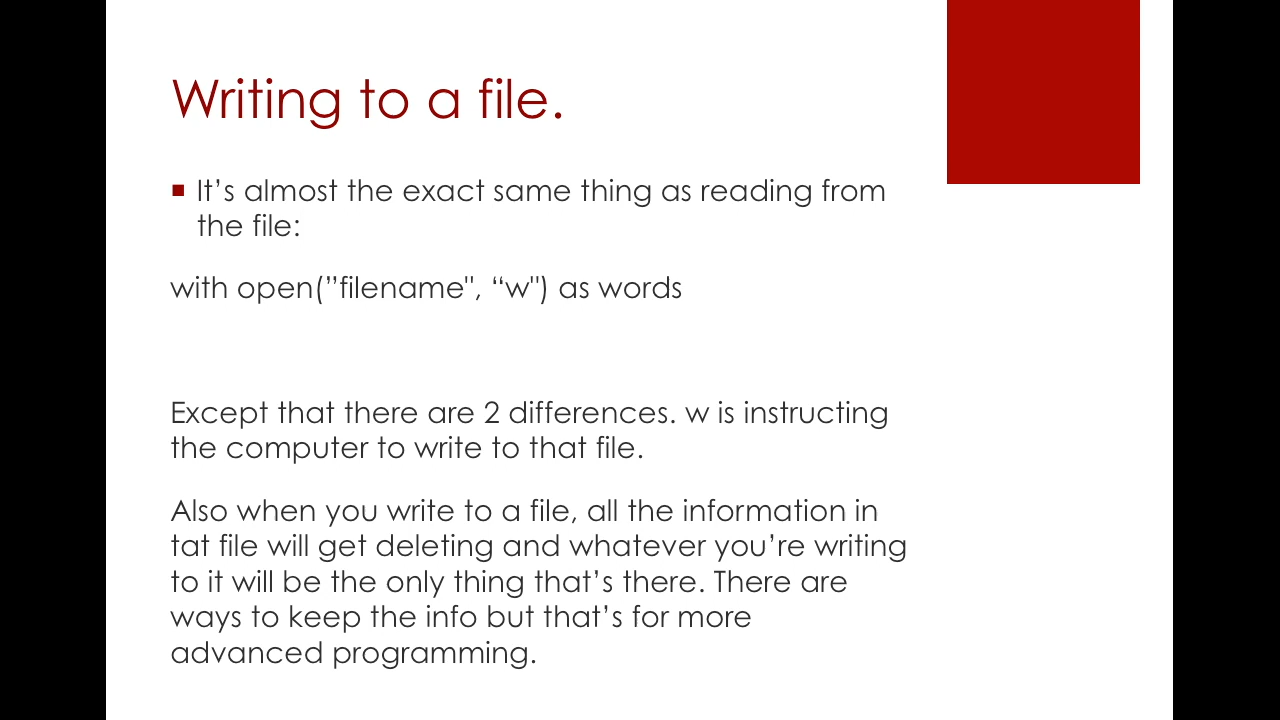 Writing to a file.
It’s almost the exact same thing as reading from
the file:
with open(”filename", “w") as words
Except that there are 2 differences. w is instructing
the computer to write to that file.
Also when you write to a file, all the information in
tat file will get deleting and whatever you’re writing
to it will be the only thing that’s there. There are
ways to keep the info but that’s for more
advanced programming.